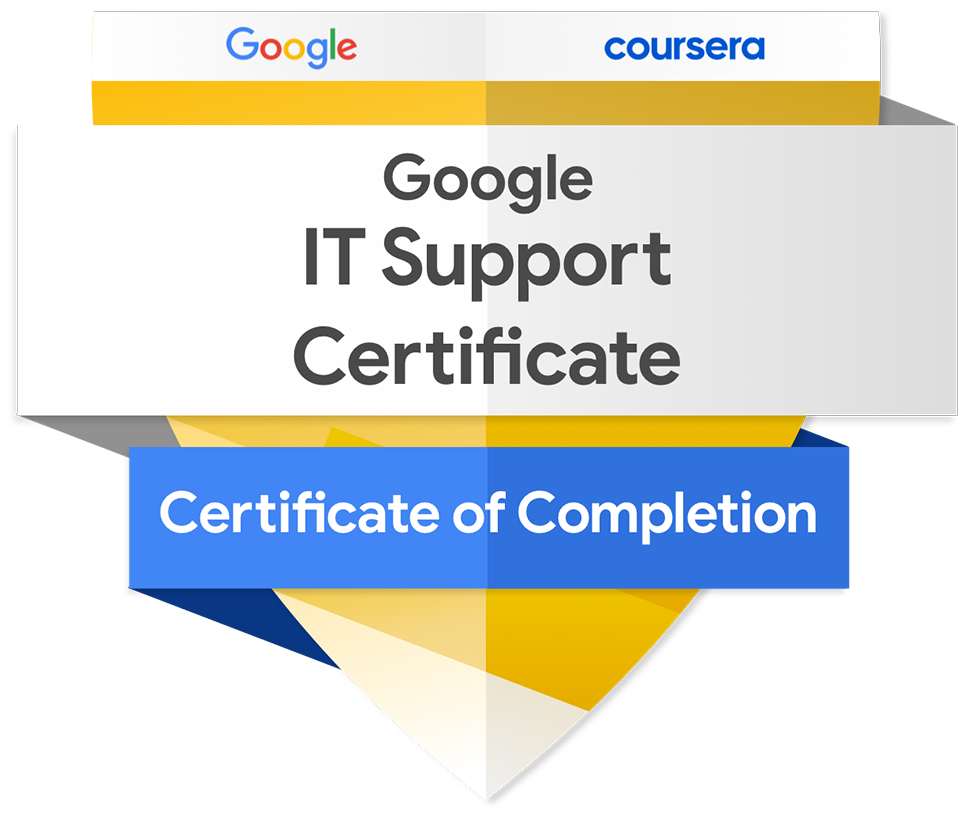 Google coursera
Google
IT Support
Certificate
Certificate of Completion